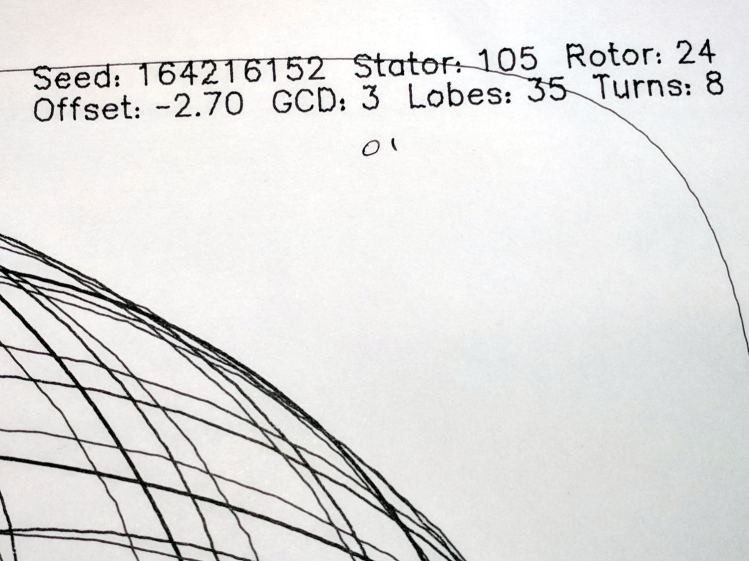 Seed: 164216152 Stator: 105 Rotor: 24
Offset: -2.70 GCD: 3 Lobes: 35 Turns: 8